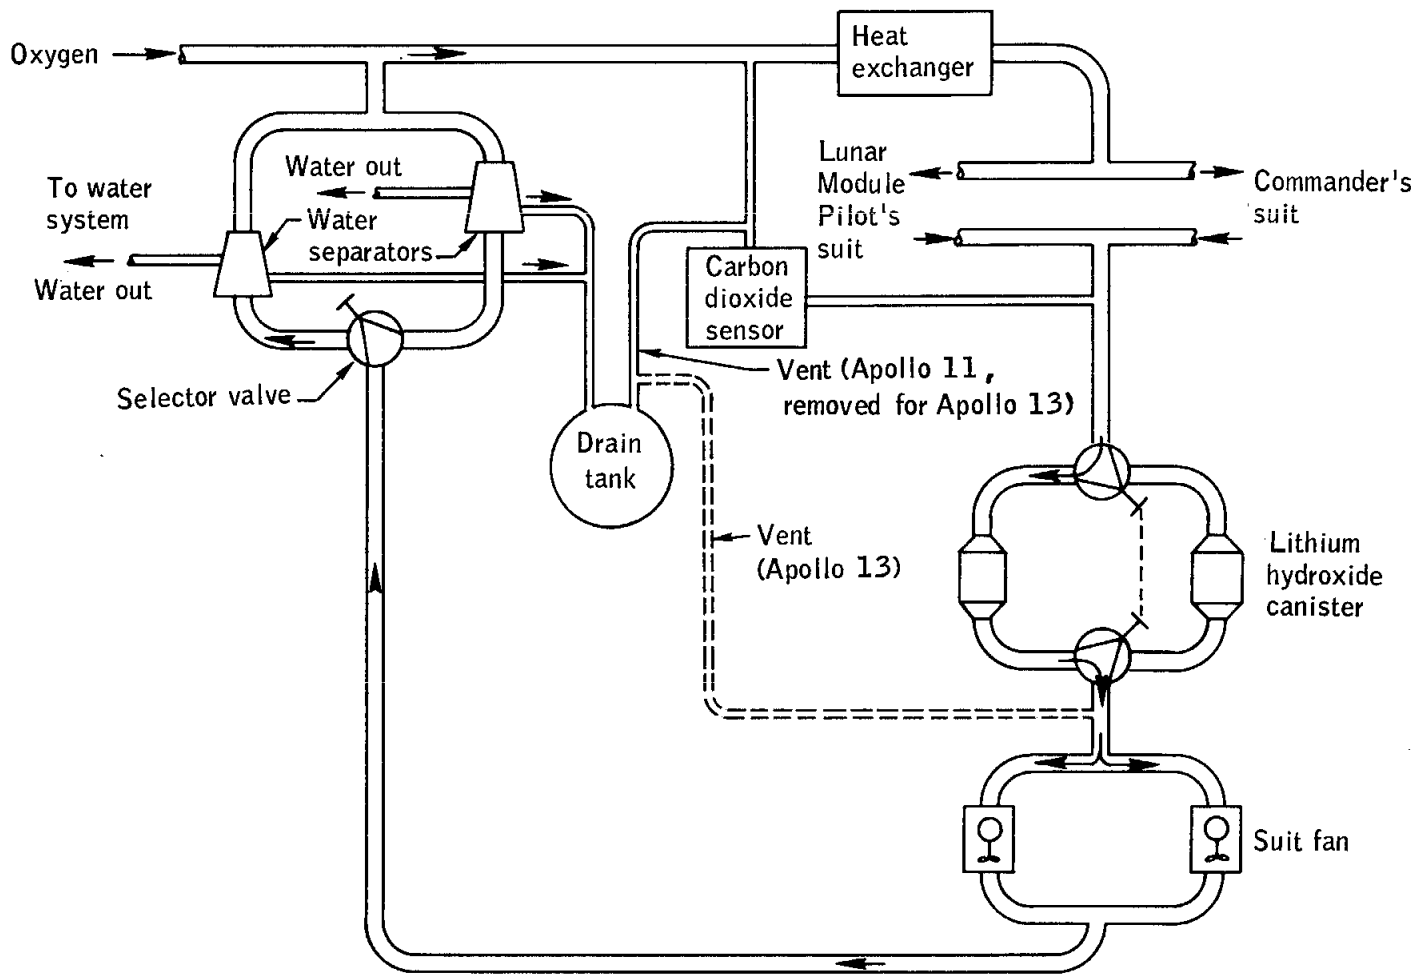 Oxygen
Heat
exchanger
Lunar
Module
Pilot's
suit
Commander's
suit
Water out
To water
system
Water
separators
Water out
Carbon
dioxide
sensor
Selector valve
Vent (Apollo 11,
removed for Apollo 13)
Drain
tank
Vent
(Apollo 13)
Lithium
hydroxide
canister
Suit fan